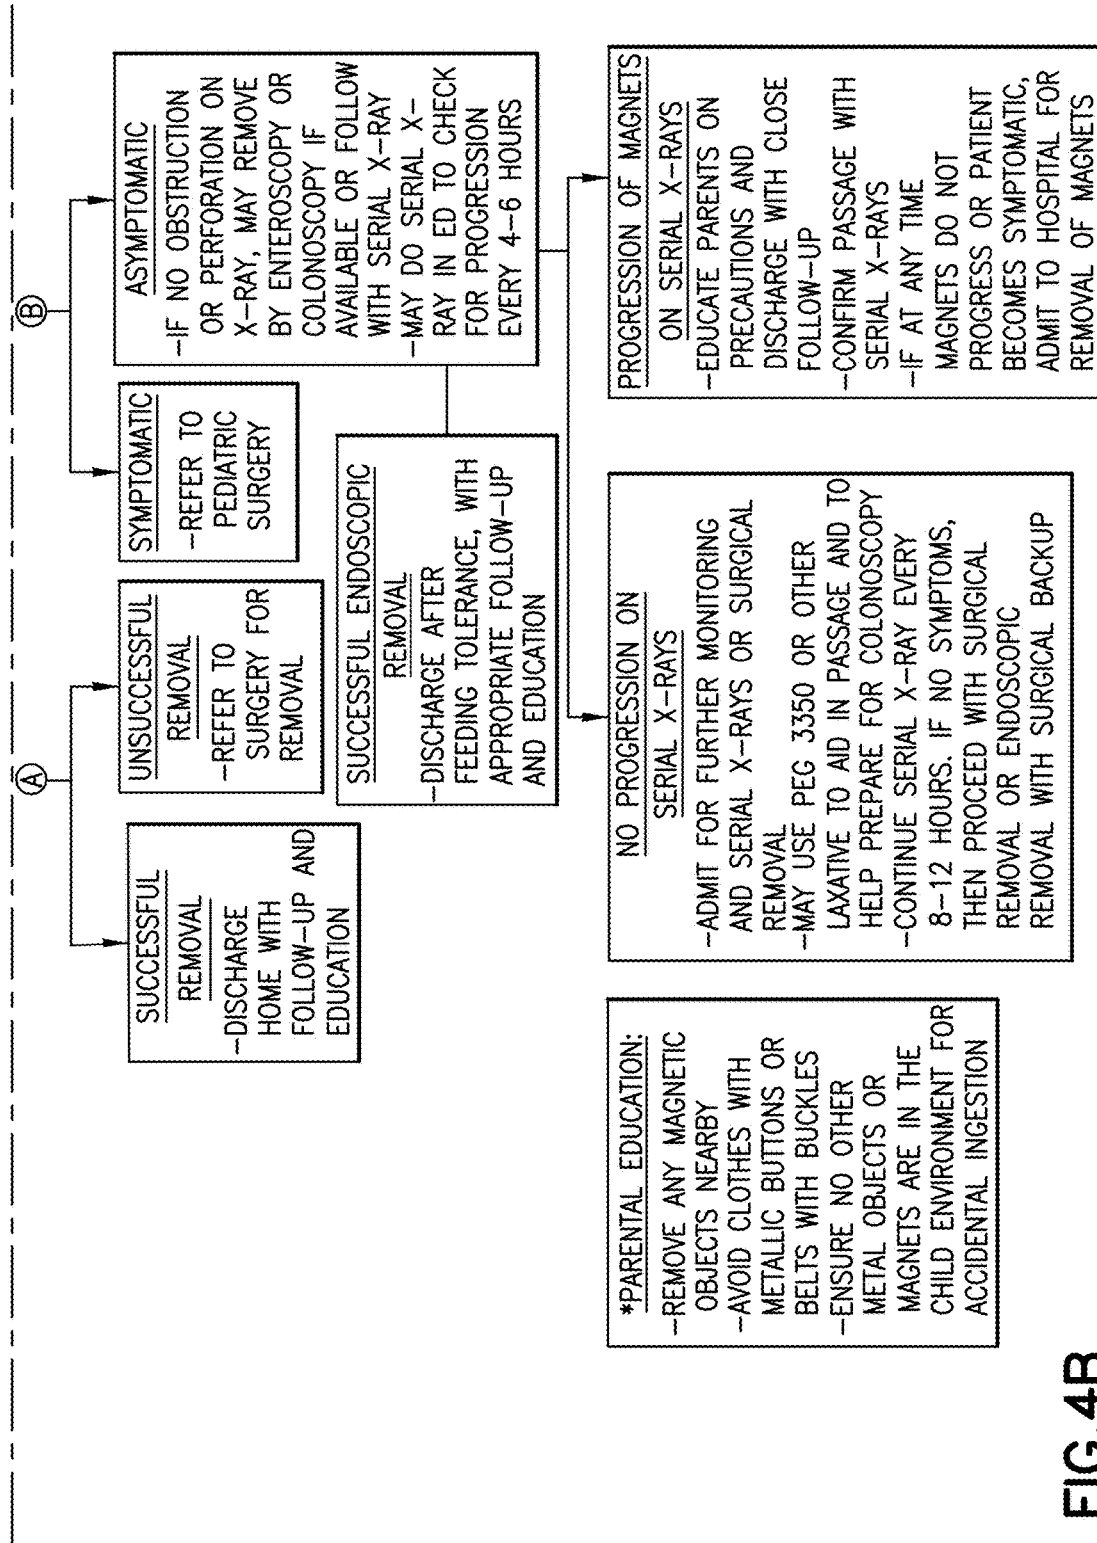 Ⓐ
Ⓑ
SUCCESSFUL
REMOVAL
-DISCHARGE
HOME WITH
FOLLOW-UP AND
EDUCATION
UNSUCCESSFUL
REMOVAL
-REFER TO
SURGERY FOR
REMOVAL
SYMPTOMATIC
-REFER TO
PEDIATRIC
SURGERY
ASYMPTOMATIC
-IF NO OBSTRUCTION
OR PERFORATION ON
X-RAY, MAY REMOVE
BY ENTEROSCOPY OR
COLONOSCOPY IF
AVAILABLE OR FOLLOW
WITH SERIAL X-RAY
-MAY DO SERIAL X-
RAY IN ED TO CHECK
FOR PROGRESSION
EVERY 4-6 HOURS
SUCCESSFUL ENDOSCOPIC
REMOVAL
-DISCHARGE AFTER
FEEDING TOLERANCE, WITH
APPROPRIATE FOLLOW-UP
AND EDUCATION
*PARENTAL EDUCATION:
-REMOVE ANY MAGNETIC
OBJECTS NEARBY
-AVOID CLOTHES WITH
METALLIC BUTTONS OR
BELTS WITH BUCKLES
-ENSURE NO OTHER
METAL OBJECTS OR
MAGNETS ARE IN THE
CHILD ENVIRONMENT FOR
ACCIDENTAL INGESTION
NO PROGRESSION ON
SERIAL X-RAYS
-ADMIT FOR FURTHER MONITORING
AND SERIAL X-RAYS OR SURGICAL
REMOVAL
-MAY USE PEG 3350 OR OTHER
LAXATIVE TO AID IN PASSAGE AND TO
HELP PREPARE FOR COLONOSCOPY
-CONTINUE SERIAL X-RAY EVERY
8-12 HOURS. IF NO SYMPTOMS,
THEN PROCEED WITH SURGICAL
REMOVAL OR ENDOSCOPIC
REMOVAL WITH SURGICAL BACKUP
PROGRESSION OF MAGNETS
ON SERIAL X-RAYS
-EDUCATE PARENTS ON
PRECAUTIONS AND
DISCHARGE WITH CLOSE
FOLLOW-UP
-CONFIRM PASSAGE WITH
SERIAL X-RAYS
-IF AT ANY TIME
MAGNETS DO NOT
PROGRESS OR PATIENT
BECOMES SYMPTOMATIC,
ADMIT TO HOSPITAL FOR
REMOVAL OF MAGNETS
FIG.4B